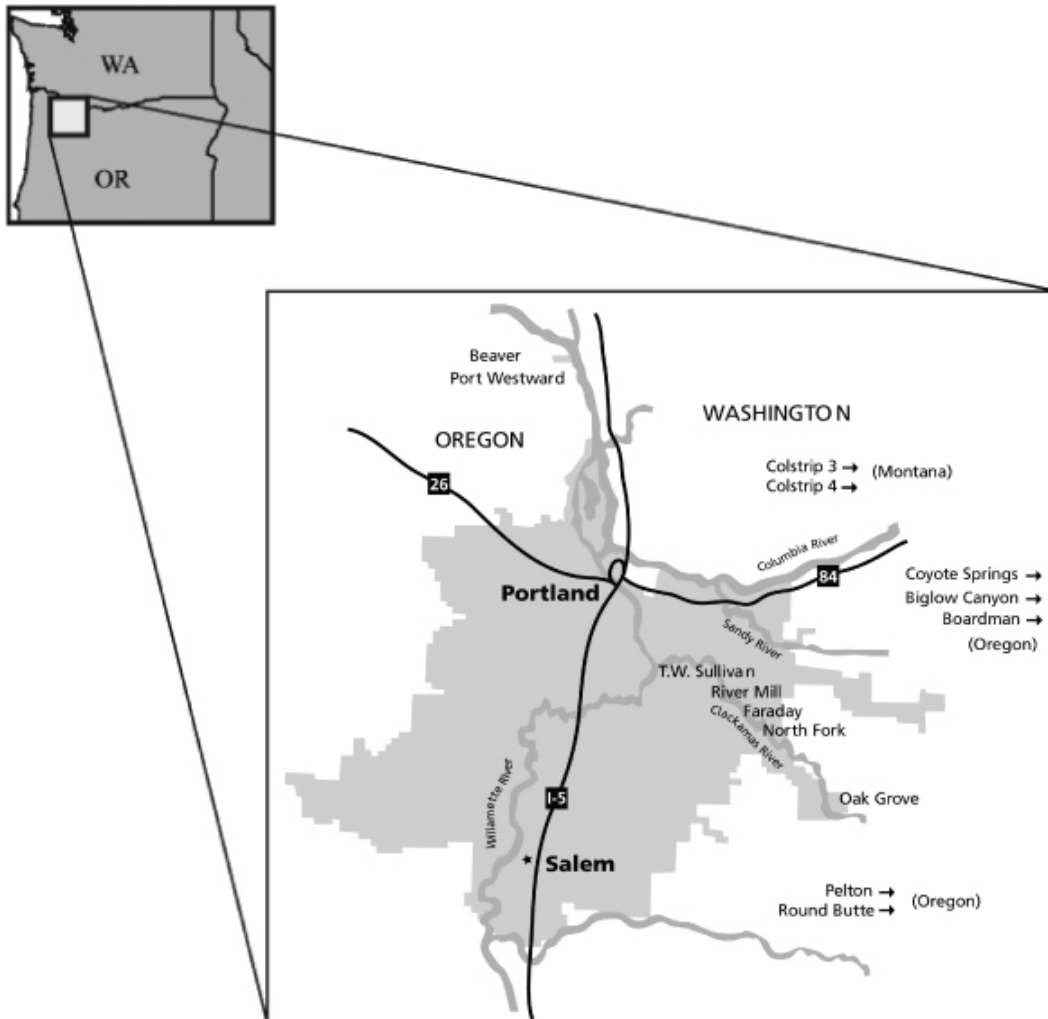 WA
OR
Beaver
Port Westward
WASHINGTON
OREGON
Colstrip 3 → (Montana)
Colstrip 4 →
26
Columbia River
84
Coyote Springs →
Biglow Canyon →
Boardman →
(Oregon)
Portland
Sandy River
T.W. Sullivan
River Mill
Faraday
North Fork
Clackamas River
Willamette River
I-5
Oak Grove
Salem
Pelton → (Oregon)
Round Butte →